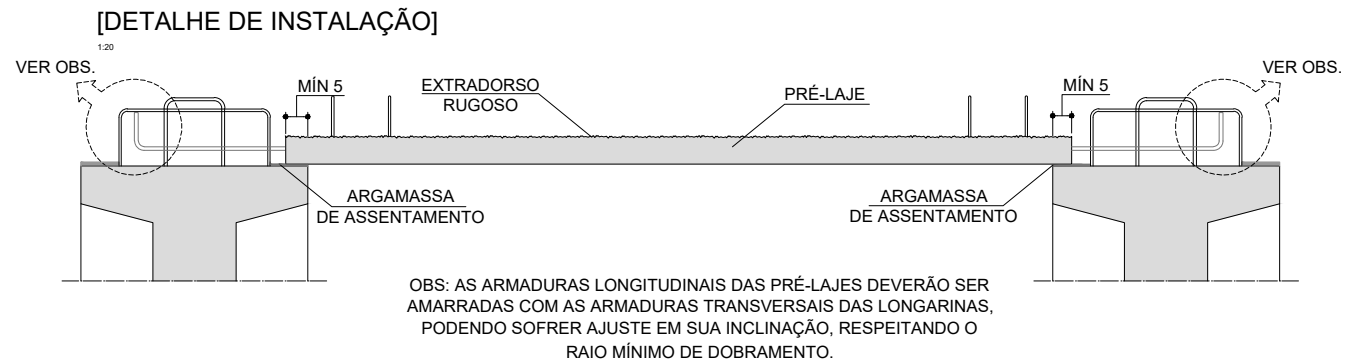 [DETALHE DE INSTALAÇÃO]
1:20
VER OBS.
MÍN 5
EXTRADORSO
RUGOSO
PRÉ-LAJE
MÍN 5
VER OBS.
ARGAMASSA
DE ASSENTAMENTO
ARGAMASSA
DE ASSENTAMENTO
OBS: AS ARMADURAS LONGITUDINAIS DAS PRÉ-LAJES DEVERÃO SER
AMARRADAS COM AS ARMADURAS TRANSVERSAIS DAS LONGARINAS,
PODENDO SOFRER AJUSTE EM SUA INCLINAÇÃO, RESPEITANDO O
RAIO MÍNIMO DE DOBRAMENTO.